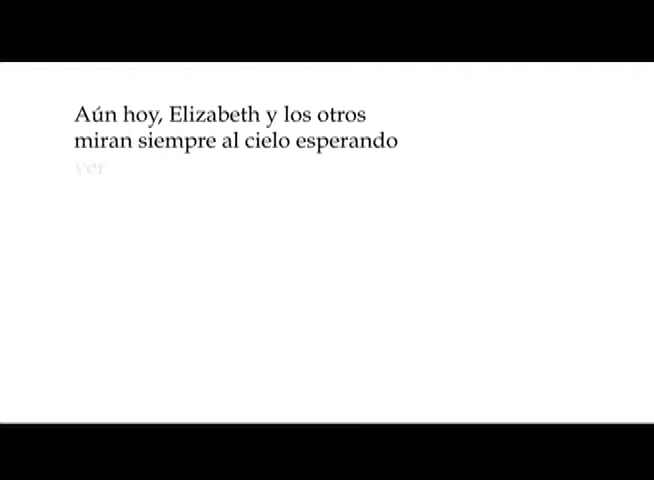 Aún hoy, Elizabeth y los otros
miran siempre al cielo esperando
ver